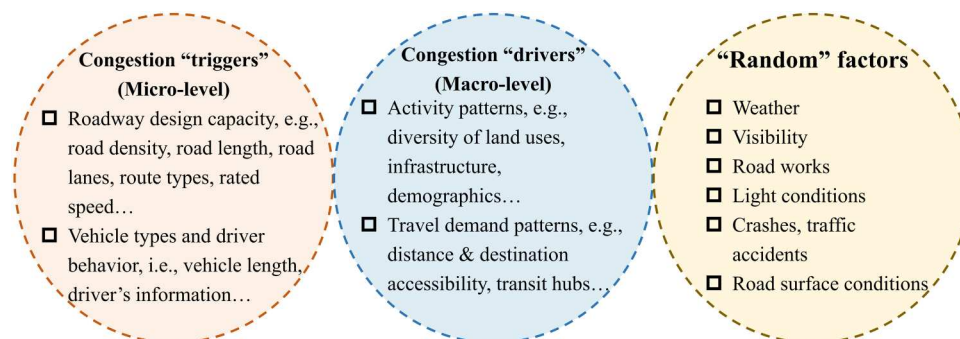 Congestion “triggers”
(Micro-level)
Roadway design capacity, e.g.,
road density, road length, road
lanes, route types, rated
speed…
Vehicle types and driver
behavior, i.e., vehicle length,
driver’s information…
Congestion “drivers”
(Macro-level)
Activity patterns, e.g.,
diversity of land uses,
infrastructure,
demographics…
Travel demand patterns, e.g.,
distance & destination
accessibility, transit hubs…
“Random” factors
Weather
Visibility
Road works
Light conditions
Crashes, traffic
accidents
Road surface conditions